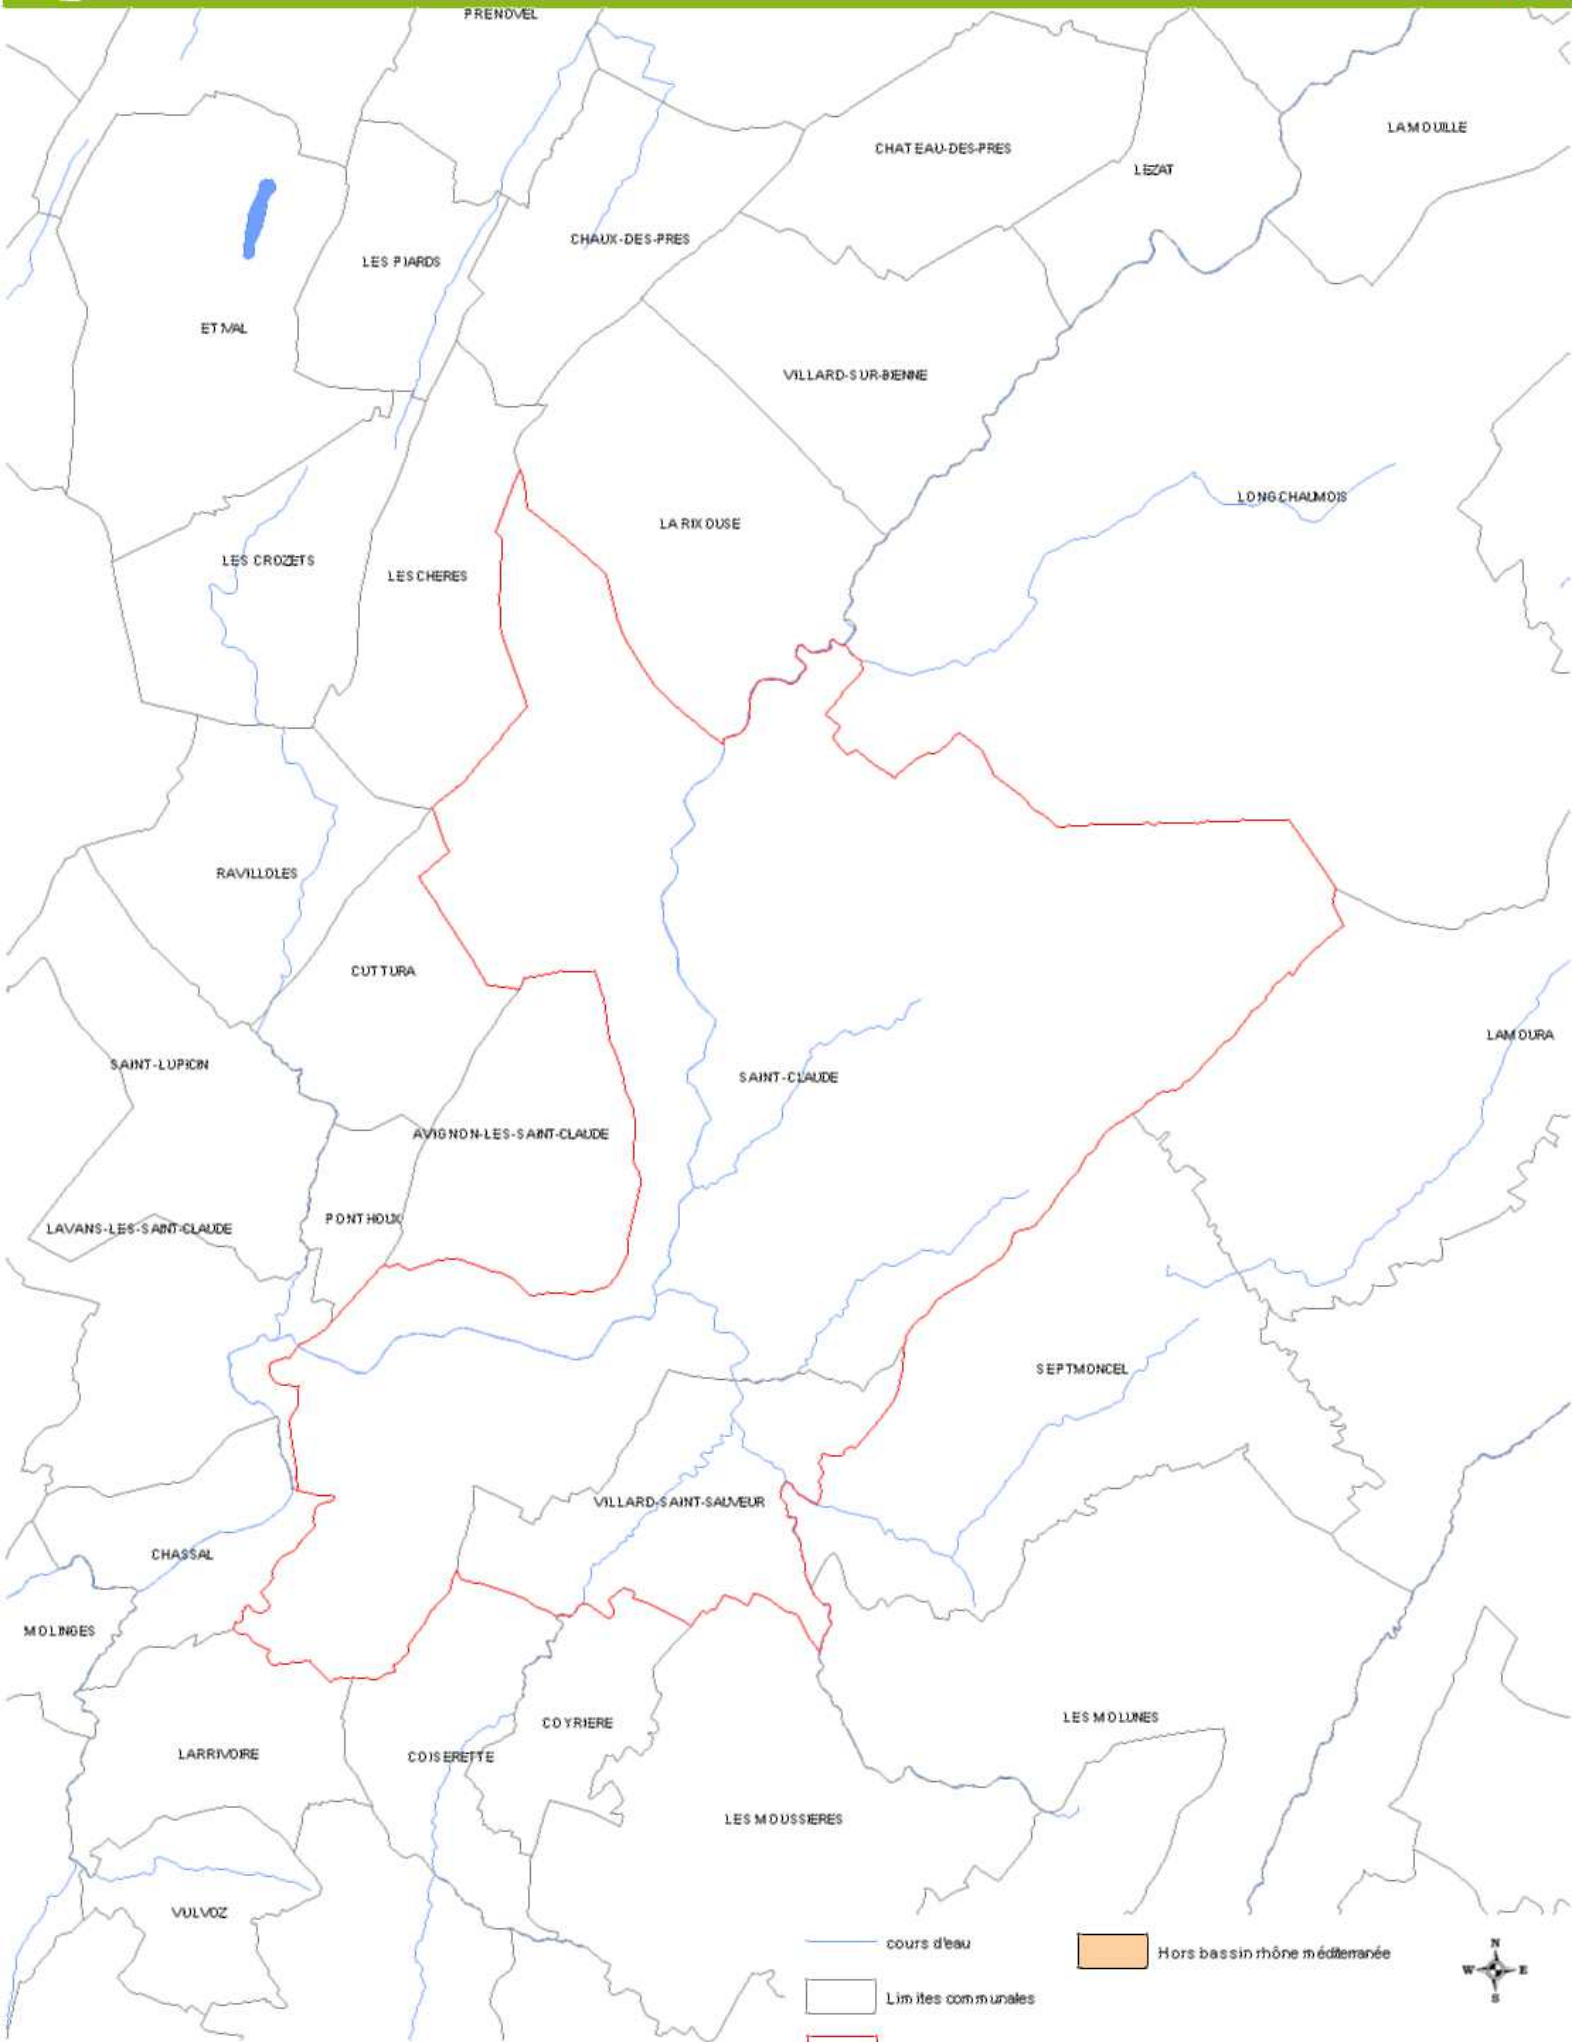 PRENOVEL
LAMOUILLE
CHATEAU-DES-PRES
LEZAT
CHAUX-DES-PRES
LES PIARDS
ETIVAL
VILLARD-SUR-BIENNE
LONGCHAUMOIS
LA RIXOUSE
LES CROZETS
LESCHERES
RAVILLOLES
CUTTURA
LAMOURA
SAINT-LUPICIN
SAINT-CLAUDE
AVIGNON-LES-SAINT-CLAUDE
PONTHOUX
LAVANS-LES-SAINT-CLAUDE
SEPTMONCEL
VILLARD-SAINT-SAUVEUR
CHASSAL
MOLINGES
LES MOLUNES
COYRIERE
LARRIVOIRE
COISERETTE
LES MOUSSIERES
VULVOZ
cours d'eau
Hors bassin rhône méditerranée
Limites communales
N
W E
S